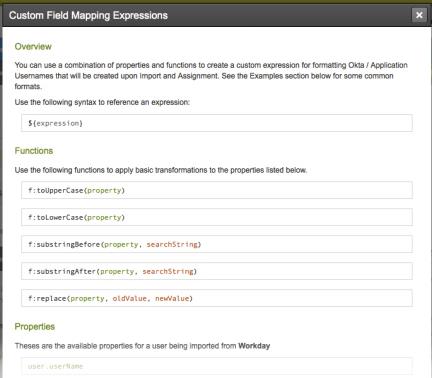 Custom Field Mapping Expressions
Overview
You can use a combination of properties and functions to create a custom expression for formatting Okta / Application
Usernames that will be created upon Import and Assignment. See the Examples section below for some common
formats.
Use the following syntax to reference an expression:
${expression}
Functions
Use the following functions to apply basic transformations to the properties listed below.
f:toUpperCase(property)
f:toLowerCase(property)
f:substringBefore(property, searchString)
f:substringAfter(property, searchString)
f:replace(property, oldValue, newValue)
Properties
Theses are the available properties for a user being imported from Workday
user.userName